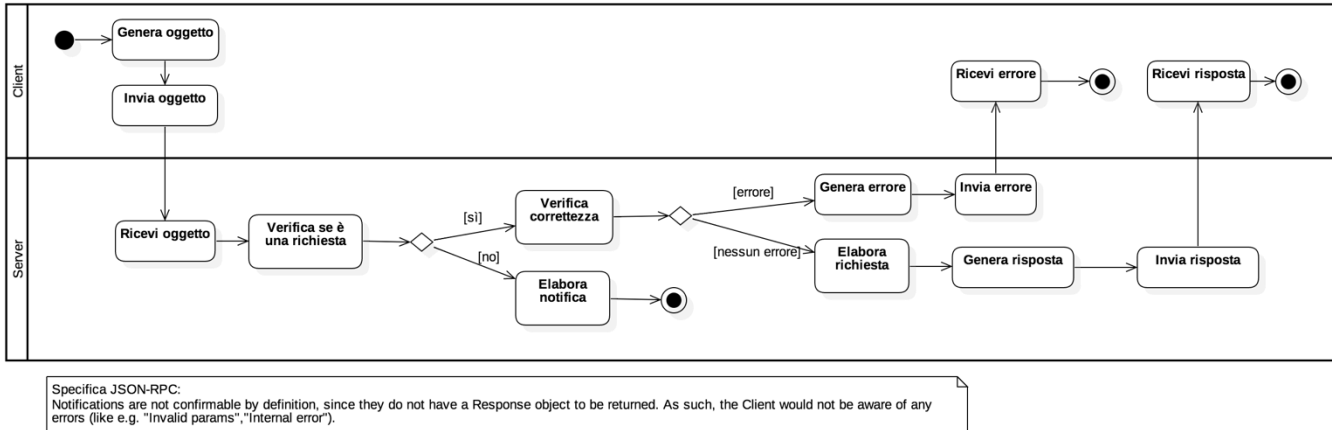 Client
Genera oggetto
Invia oggetto
Ricevi errore
Ricevi risposta
Server
Ricevi oggetto
Verifica se è
una richiesta
[sì]
[no]
Verifica
correttezza
Elabora
notifica
[errore]
[nessun errore]
Genera errore
Invia errore
Elabora
richiesta
Genera risposta
Invia risposta
Specifica JSON-RPC:
Notifications are not confirmable by definition, since they do not have a Response object to be returned. As such, the Client would not be aware of any
errors (like e.g. "Invalid params","Internal error").